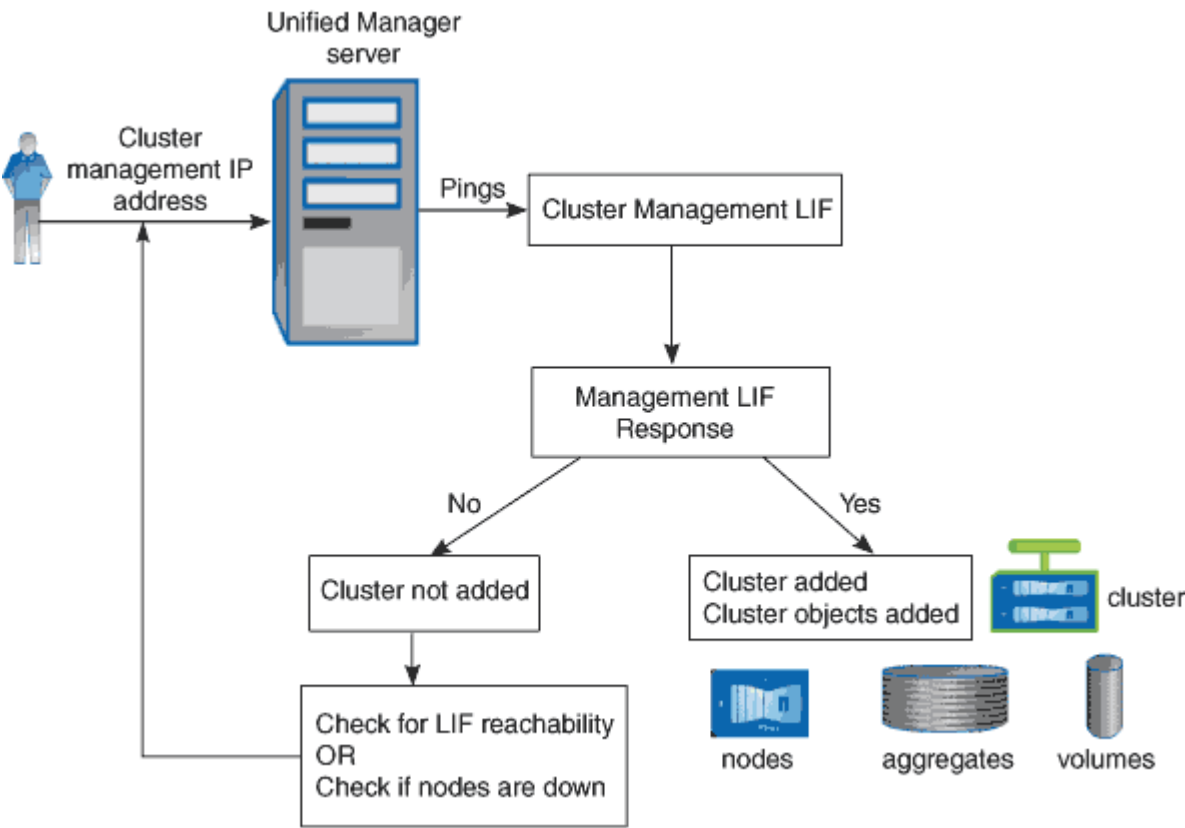 Unified Manager
server
Cluster
management IP
address
Pings
Cluster Management LIF
Management LIF
Response
No
Yes
Cluster not added
Cluster added
Cluster objects added
cluster
Check for LIF reachability
OR
Check if nodes are down
nodes
aggregates
volumes